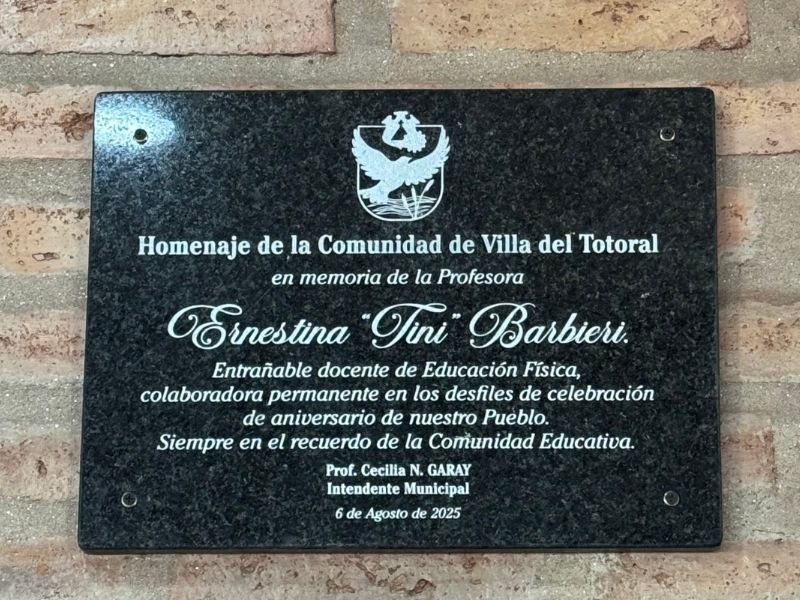 Homenaje de la Comunidad de Villa del Totoral
en memoria de la Profesora
Ernestina "Tini" Barbieri.
Entrañable docente de Educación Física,
colaboradora permanente en los desfiles de celebración
de aniversario de nuestro Pueblo.
Siempre en el recuerdo de la Comunidad Educativa.
Prof. Cecilia N. GARAY
Intendente Municipal
6 de Agosto de 2025